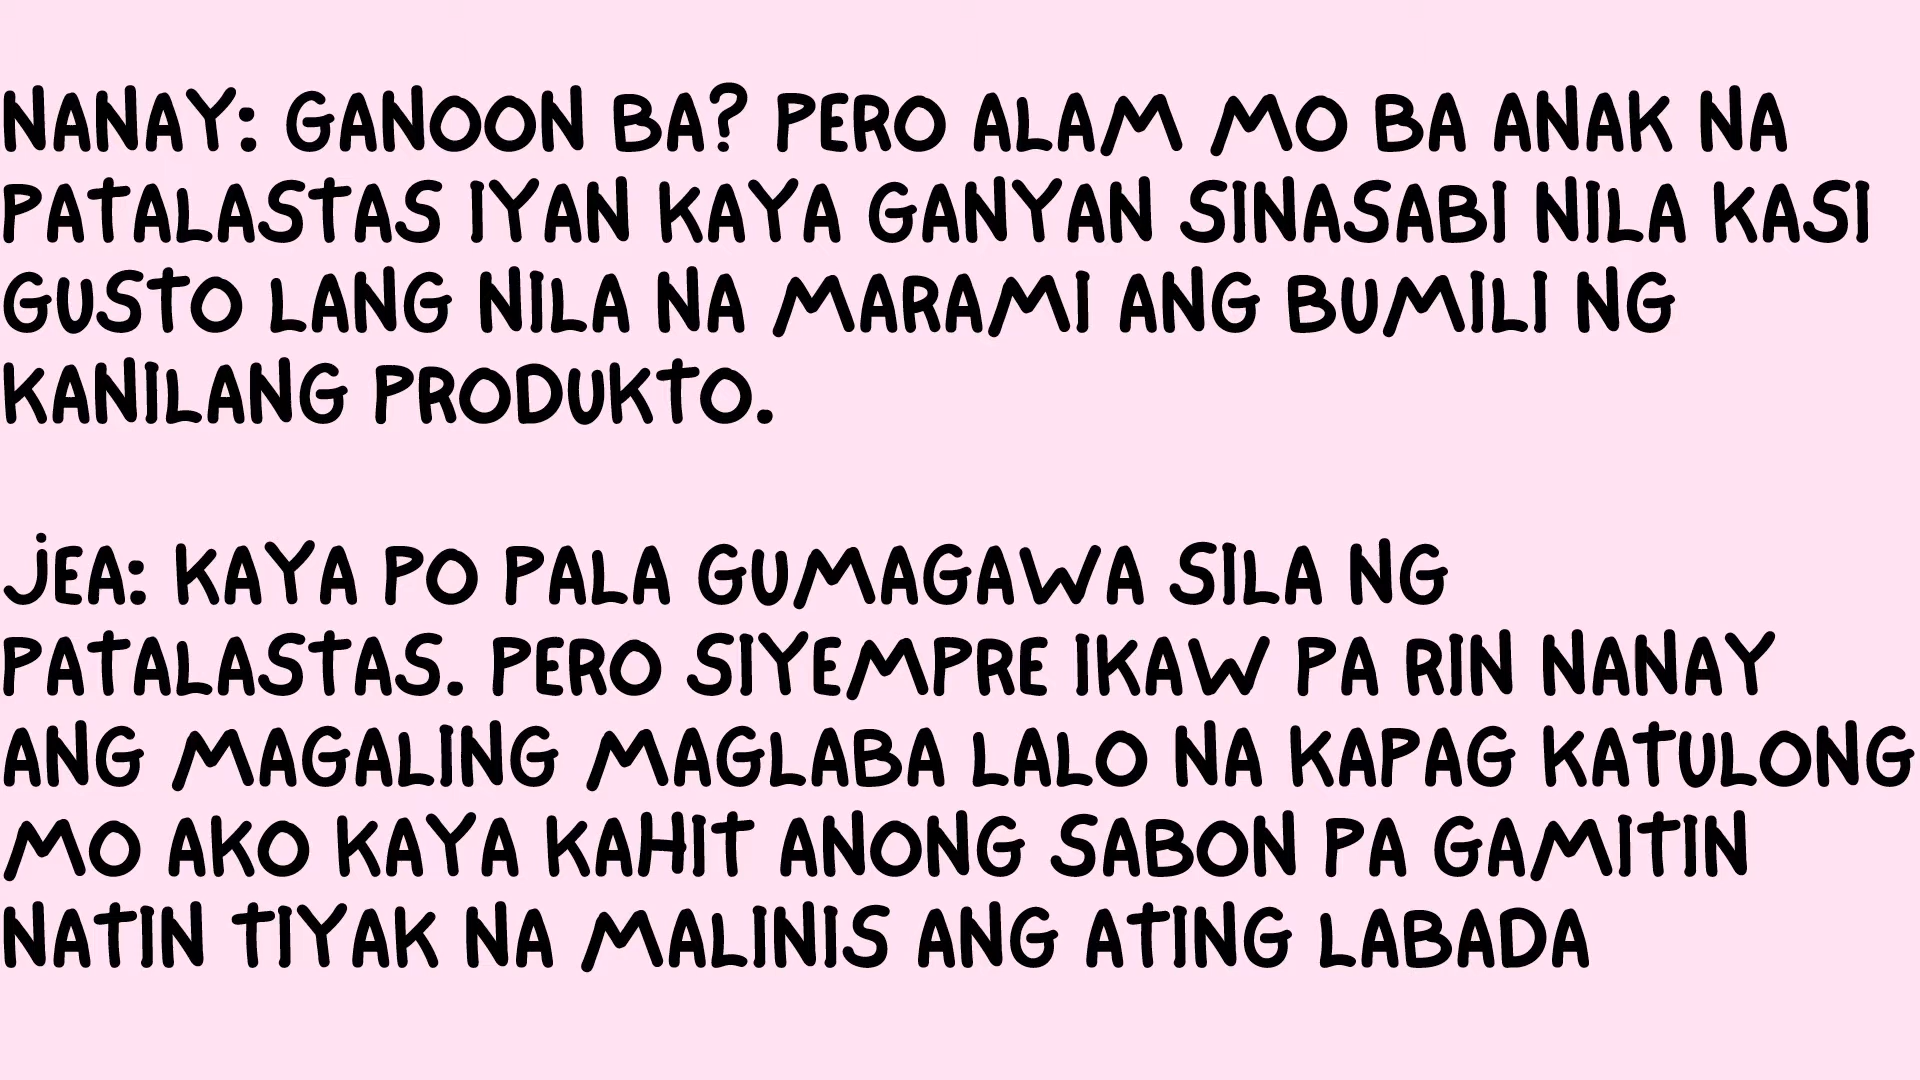 NANAY: GANOON BA? PERO ALAM MO BA ANAK NA
PATALASTAS IYAN KAYA GANYAN SINASABI NILA KASI
GUSTO LANG NILA NA MARAMI ANG BUMILI NG
KANILANG PRODUKTO.
JEA: KAYA PO PALA GUMAGAWA SILA NG
PATALASTAS. PERO SIYEMPRE IKAW PA RIN NANAY
ANG MAGALING MAGLABA LALO NA KAPAG KATULONG
MO AKO KAYA KAHIT ANONG SABON PA GAMITIN
NATIN TIYAK NA MALINIS ANG ATING LABADA